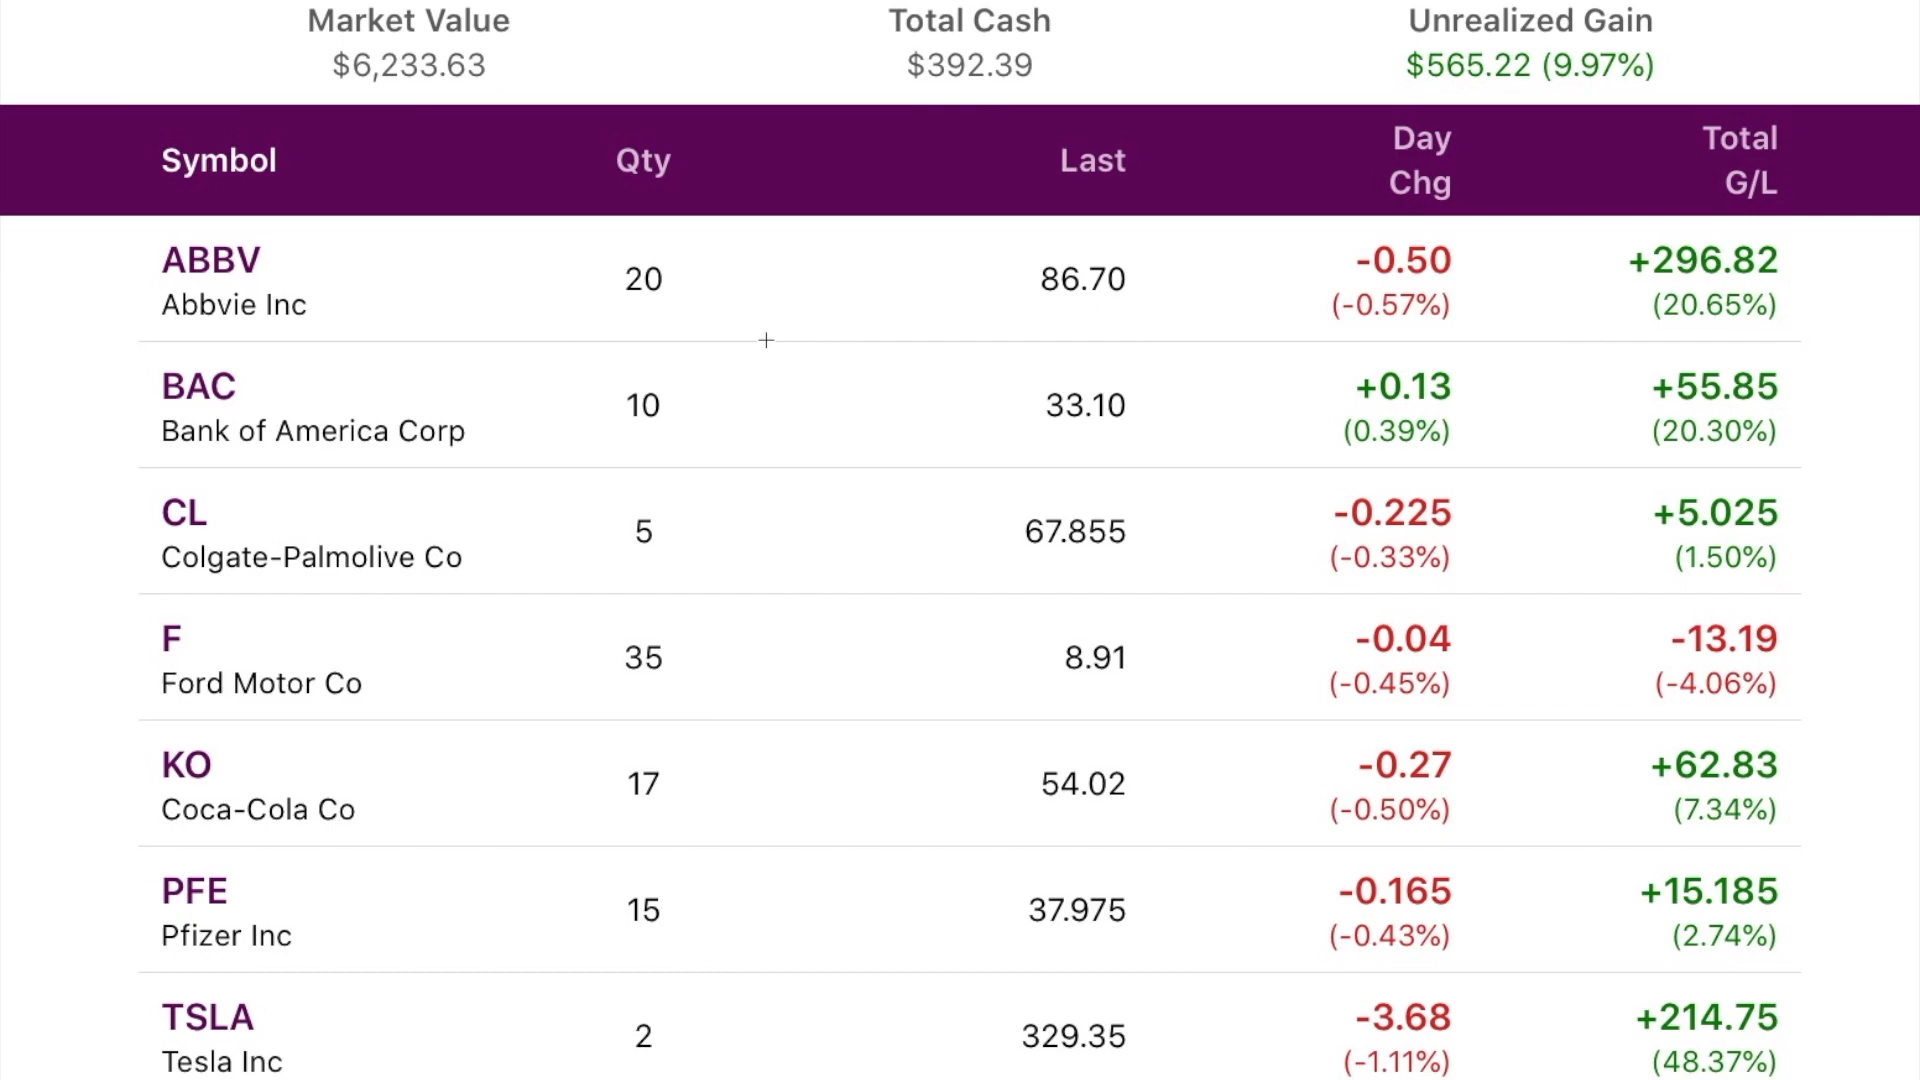 Market Value Total Cash Unrealized Gain
$6,233.63 $392.39 $565.22 (9.97%)
Symbol Qty Last Day Chg Total G/L
ABBV 20 86.70 -0.50 +296.82
Abbvie Inc (-0.57%) (20.65%)
BAC 10 33.10 +0.13 +55.85
Bank of America Corp (0.39%) (20.30%)
CL 5 67.855 -0.225 +5.025
Colgate-Palmolive Co (-0.33%) (1.50%)
F 35 8.91 -0.04 -13.19
Ford Motor Co (-0.45%) (-4.06%)
KO 17 54.02 -0.27 +62.83
Coca-Cola Co (-0.50%) (7.34%)
PFE 15 37.975 -0.165 +15.185
Pfizer Inc (-0.43%) (2.74%)
TSLA 2 329.35 -3.68 +214.75
Tesla Inc (-1.11%) (48.37%)